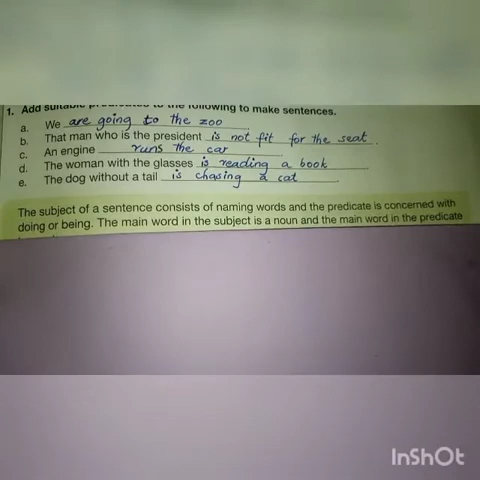 1. Add suitable predicates to the following to make sentences.
a. We are going to the zoo.
b. That man who is the president is not fit for the seat.
c. An engine runs the car.
d. The woman with the glasses is reading a book
e. The dog without a tail is chasing a cat.
The subject of a sentence consists of naming words and the predicate is concerned with
doing or being. The main word in the subject is a noun and the main word in the predicate
InShOt